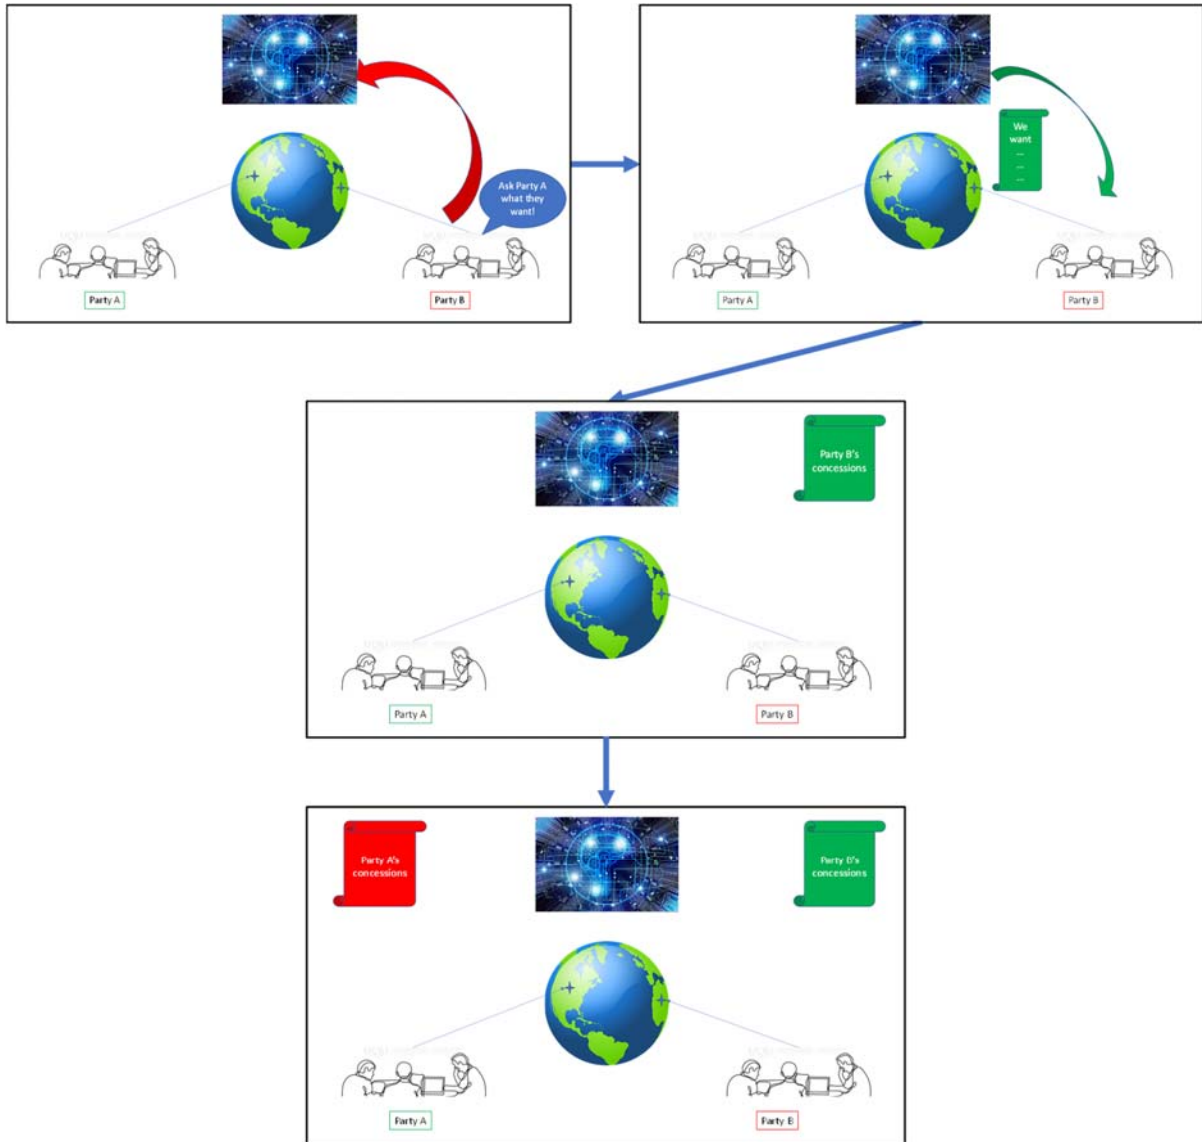 Ask Party A
what they
want!
Party A
Party B
We
want
...
...
...
Party A
Party B
Party B's
concessions
Party A
Party B
Party A's
concessions
Party B's
concessions
Party A
Party B